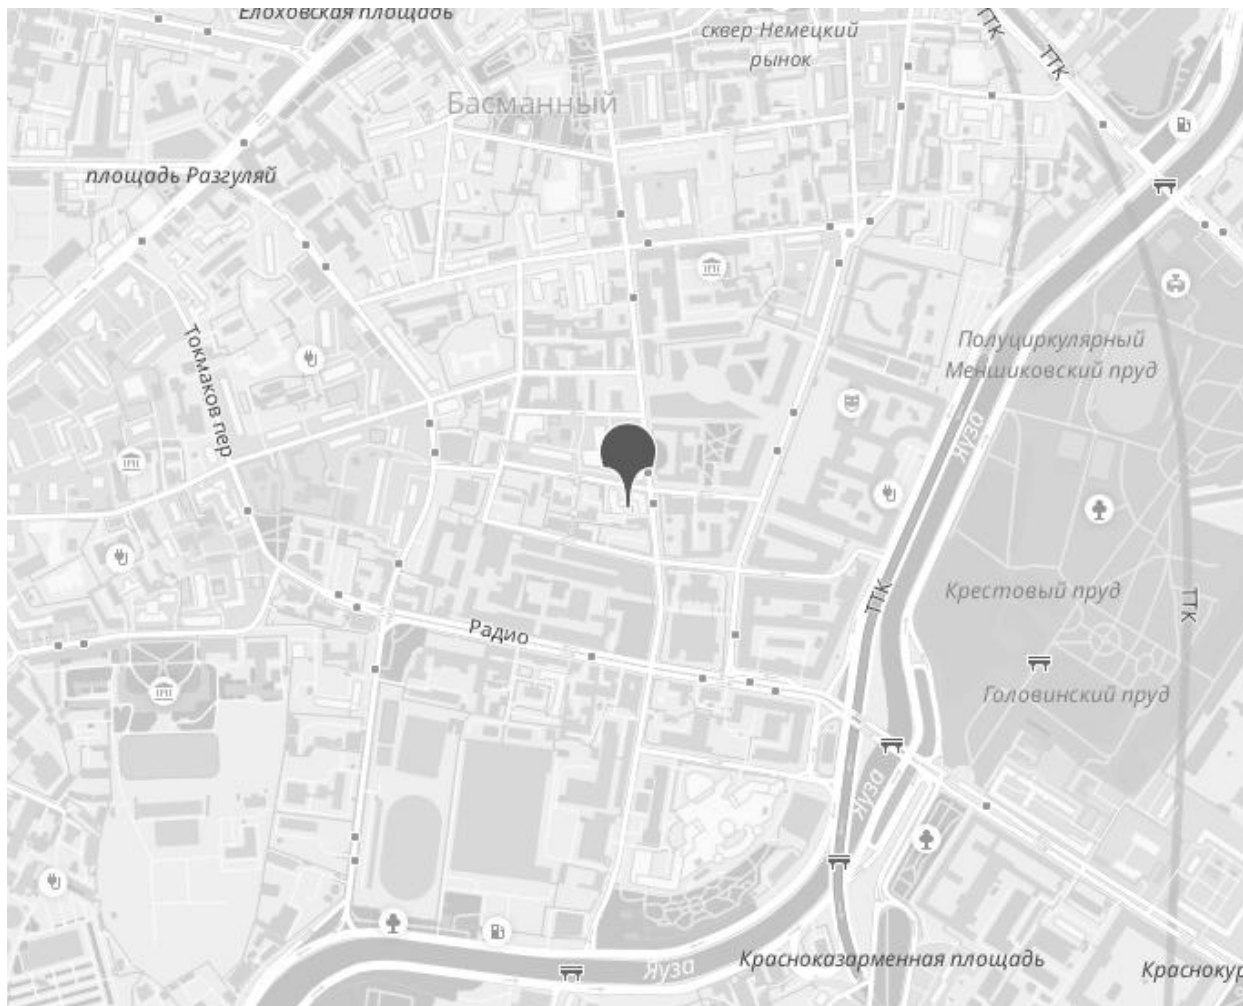 Елоховская площадь
сквер Немецкий
рынок
ТТК
ТТК
Басманный
площадь Разгуляй
Токмаков пер
Полуциркулярный
Меншиковский пруд
Яуза
ТТК
Крестовый пруд
ТТК
Радио
Головинский пруд
Яуза
Яуза
Красноказарменная площадь
Краснокур